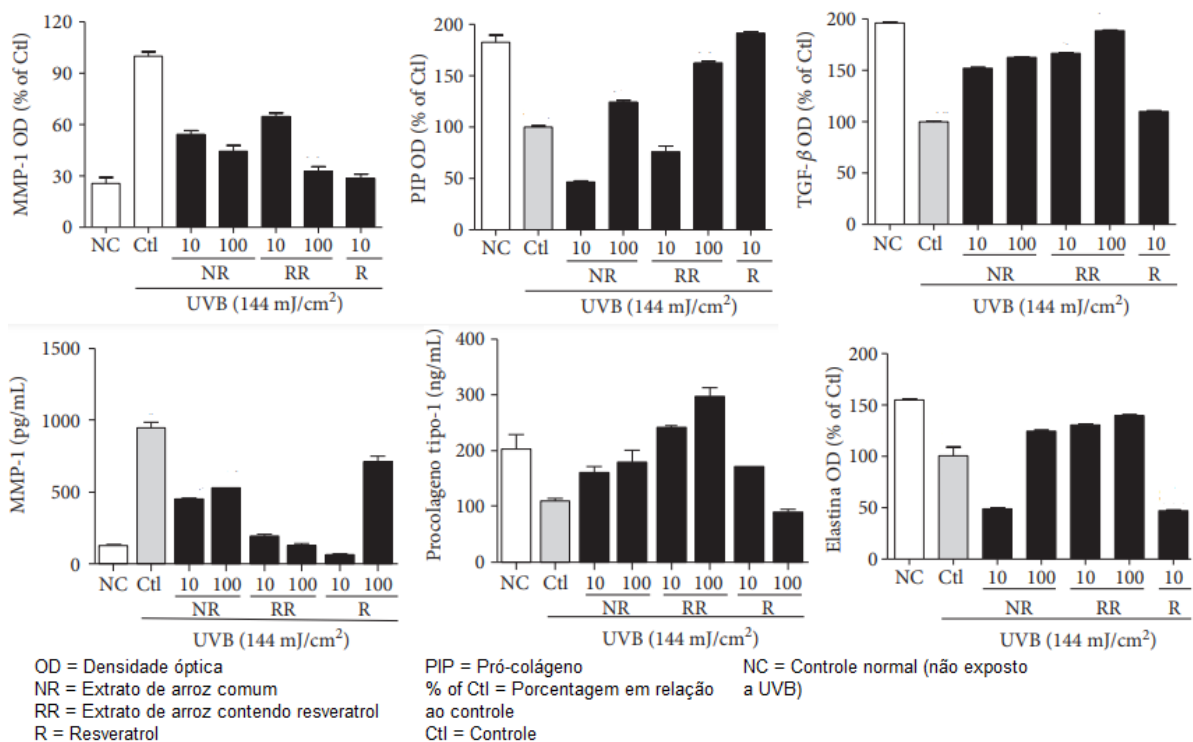 MMP-1 OD (% of Ctl)
120
90
60
30
0
NC Ctl 10 100 10 100 10
NR RR R
UVB (144 mJ/cm²)
PIP OD (% of Ctl)
200
150
100
50
0
NC Ctl 10 100 10 100 10
NR RR R
UVB (144 mJ/cm²)
TGF-β OD (% of Ctl)
200
150
100
150
0
NC Ctl 10 100 10 100 10
NR RR R
UVB (144 mJ/cm²)
MMP-1 (pg/mL)
1500
1000
500
0
NC Ctl 10 100 10 100 10 100
NR RR R
UVB (144 mJ/cm²)
Procolageno tipo-1 (ng/mL)
400
300
200
100
0
NC Ctl 10 100 10 100 10 100
NR RR R
UVB (144 mJ/cm²)
Elastina OD (% of Ctl)
200
150
100
50
0
NC Ctl 10 100 10 100 10
NR RR R
UVB (144 mJ/cm²)
OD = Densidade óptica
NR = Extrato de arroz comum
RR = Extrato de arroz contendo resveratrol
R = Resveratrol
PIP = Pró-colágeno
% of Ctl = Porcentagem em relação
ao controle
Ctl = Controle
NC = Controle normal (não exposto
a UVB)